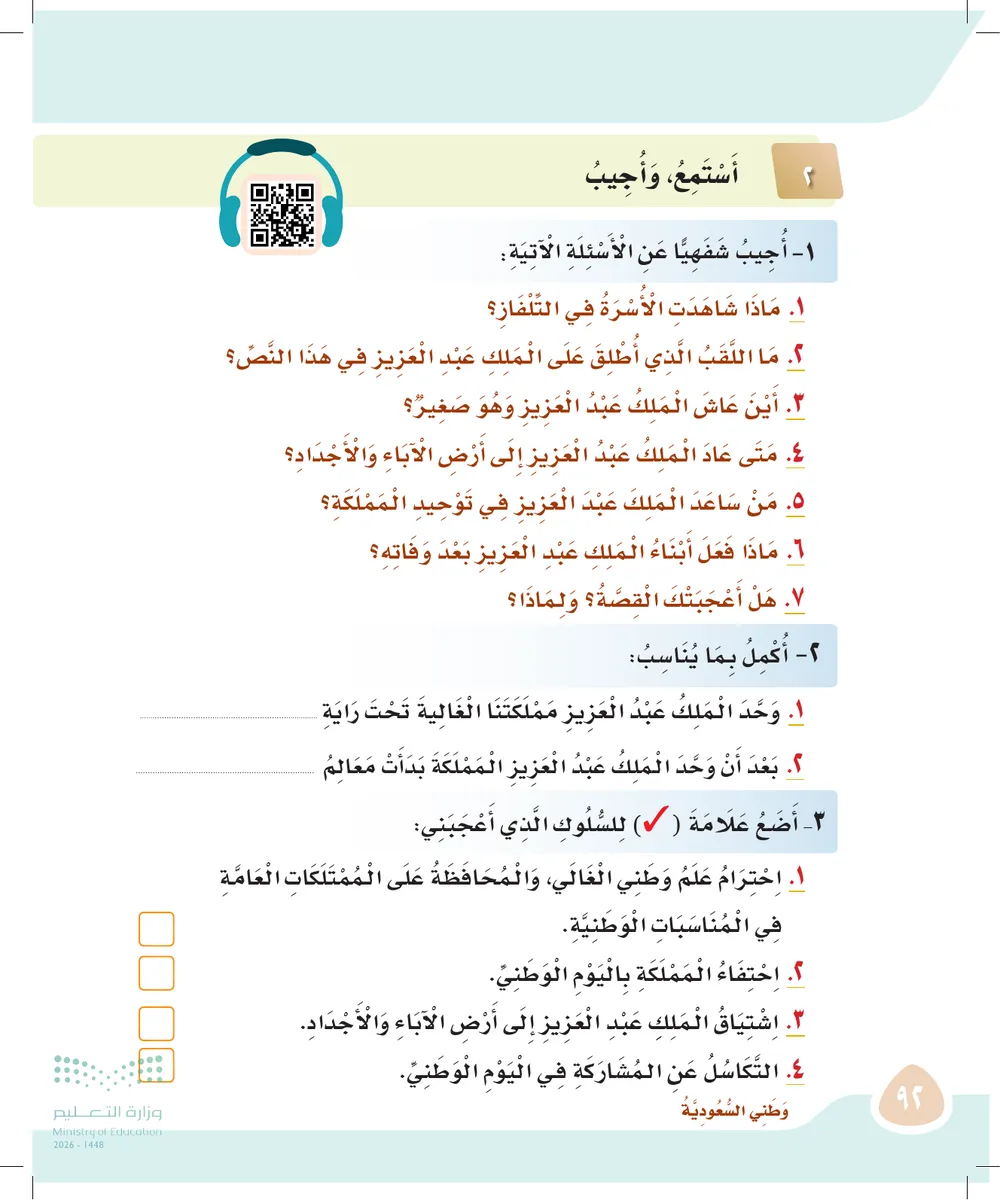 ٢
أَسْتَمِعُ، وَأُجِيبُ
١- أُجِيبُ شَفَهِيًّا عَنِ الْأَسْئِلَةِ الْآتِيَةِ:
١. مَاذَا شَاهَدَتِ الْأُسْرَةُ فِي التِّلْفَازِ؟
٢. مَا اللَّقَبُ الَّذِي أُطْلِقَ عَلَى الْمَلِكِ عَبْدِ الْعَزِيزِ فِي هَذَا النَّصِّ؟
٣. أَيْنَ عَاشَ الْمَلِكُ عَبْدُ الْعَزِيزِ وَهُوَ صَغِيرٌ؟
٤. مَتَى عَادَ الْمَلِكُ عَبْدُ الْعَزِيزِ إِلَى أَرْضِ الْآبَاءِ وَالْأَجْدَادِ؟
٥. مَنْ سَاعَدَ الْمَلِكَ عَبْدَ الْعَزِيزِ فِي تَوْحِيدِ الْمَمْلَكَةِ؟
٦. مَاذَا فَعَلَ أَبْنَاءُ الْمَلِكِ عَبْدِ الْعَزِيزِ بَعْدَ وَفَاتِهِ؟
٧. هَلْ أَعْجَبَتْكَ الْقِصَّةُ؟ وَلِمَاذَا؟
٢- أُكْمِلُ بِمَا يُنَاسِبُ:
١. وَحَّدَ الْمَلِكُ عَبْدُ الْعَزِيزِ مَمْلَكَتَنَا الْغَالِيةَ تَحْتَ رَايَةِ
٢. بَعْدَ أَنْ وَحَّدَ الْمَلِكُ عَبْدُ الْعَزِيزِ الْمَمْلَكَةَ بَدَأَتْ مَعَالِمُ
٣- أَضَعُ عَلَامَةَ (✓) لِلسُّلُوكِ الَّذِي أَعْجَبَنِي:
١. اِحْتِرَامُ عَلَمُ وَطَنِي الْغَالَي، وَالْمُحَافَظَةُ عَلَى الْمُمْتَلَكَاتِ الْعَامَّةِ
فِي الْمُنَاسَبَاتِ الْوَطَنِيَّةِ.
٢. اِحْتِفَاءُ الْمَمْلَكَةِ بِالْيَوْمِ الْوَطَنِيِّ.
٣. اِشْتِيَاقُ الْمَلِكِ عَبْدِ الْعَزِيزِ إِلَى أَرْضِ الْآبَاءِ وَالْأَجْدَادِ.
٤. التَّكَاسُلُ عَنِ المُشَارَكَةِ فِي الْيَوْمِ الْوَطَنِيِّ.
وَطَنِي السُّعُودِيَّةُ
٩٢
وزارة التعليم
Ministry of Education
2026 - 1448